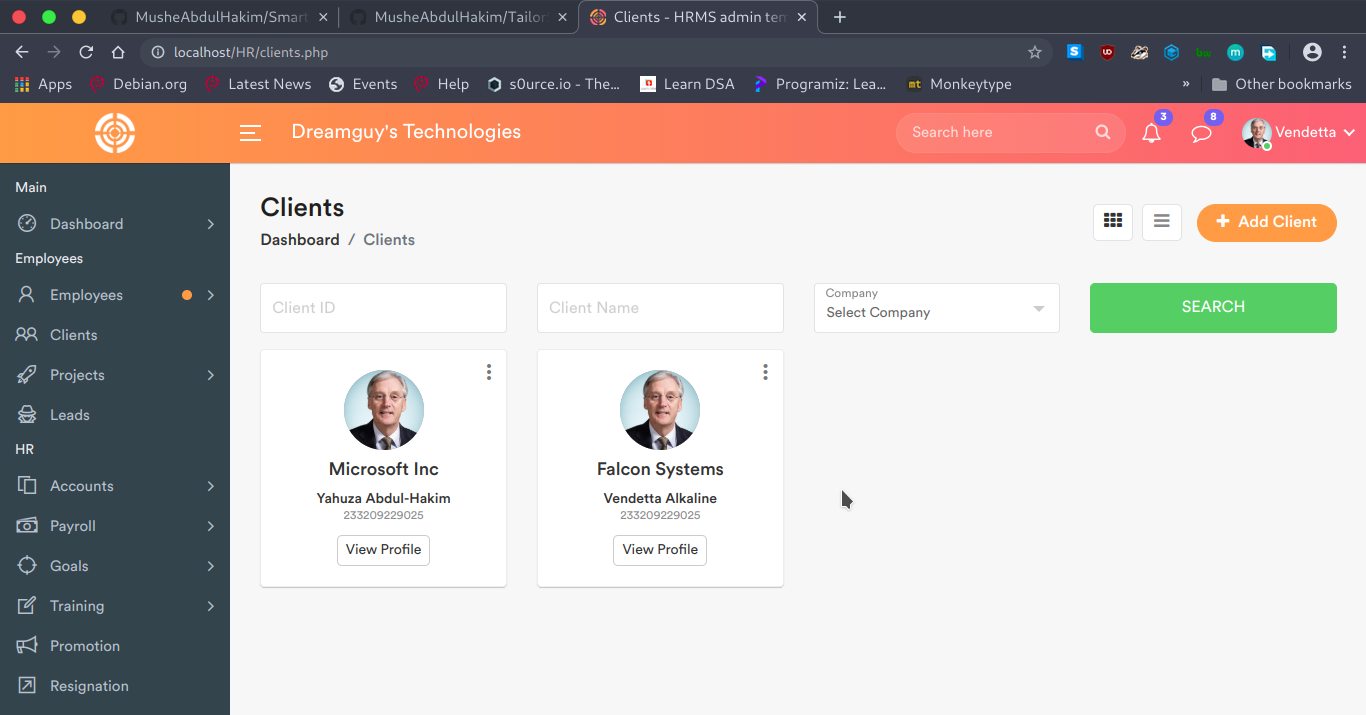 MusheAbdulHakim/Smart
MusheAbdulHakim/Tailor
Clients - HRMS admin tem
localhost/HR/clients.php
Apps
Debian.org
Latest News
Events
Help
s0urce.io - The...
Learn DSA
Programiz: Lea...
mt Monkeytype
»
Other bookmarks
Dreamguy's Technologies
Search here
3
8
Vendetta
Main
Dashboard
Employees
Employees
Clients
Projects
Leads
HR
Accounts
Payroll
Goals
Training
Promotion
Resignation
Clients
Dashboard / Clients
+ Add Client
Client ID
Client Name
Company
Select Company
SEARCH
Microsoft Inc
Yahuza Abdul-Hakim
233209229025
View Profile
Falcon Systems
Vendetta Alkaline
233209229025
View Profile